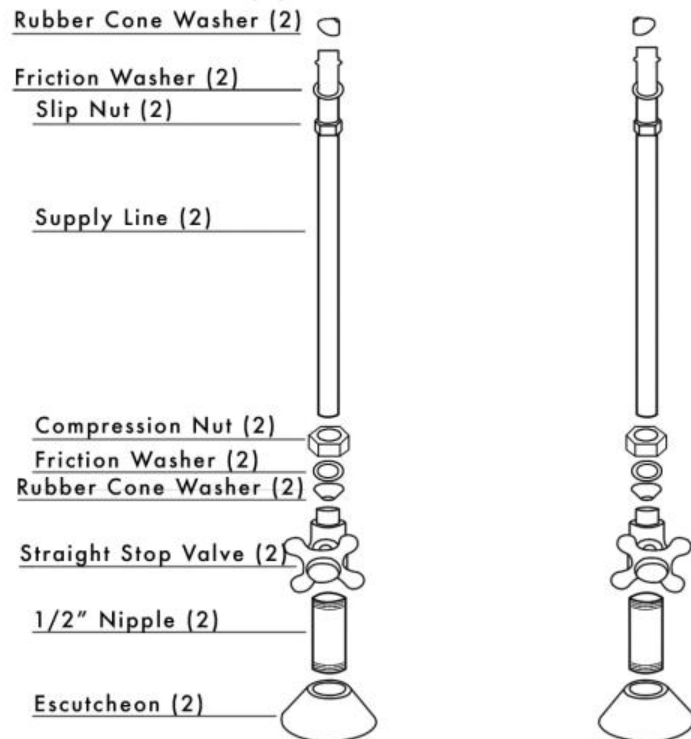 Rubber Cone Washer (2)
Friction Washer (2)
Slip Nut (2)
Supply Line (2)
Compression Nut (2)
Friction Washer (2)
Rubber Cone Washer (2)
Straight Stop Valve (2)
1/2” Nipple (2)
Escutcheon (2)